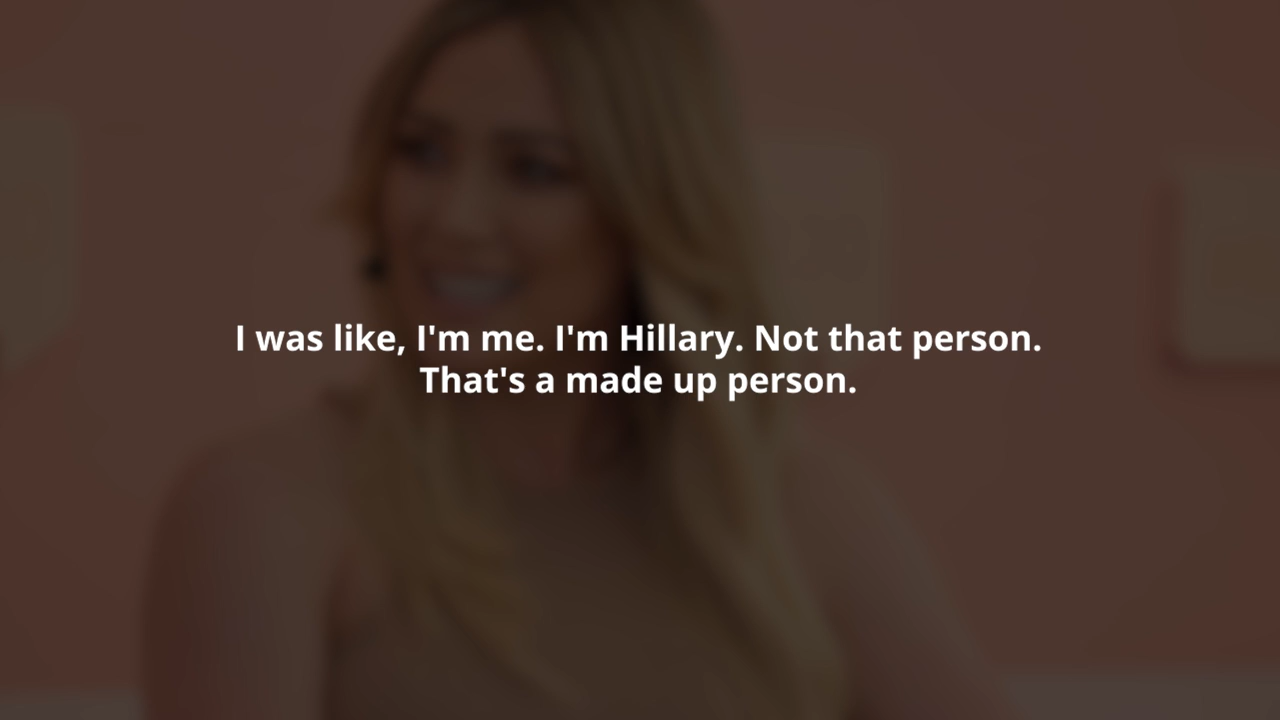 I was like, I'm me. I'm Hillary. Not that person.
That's a made up person.